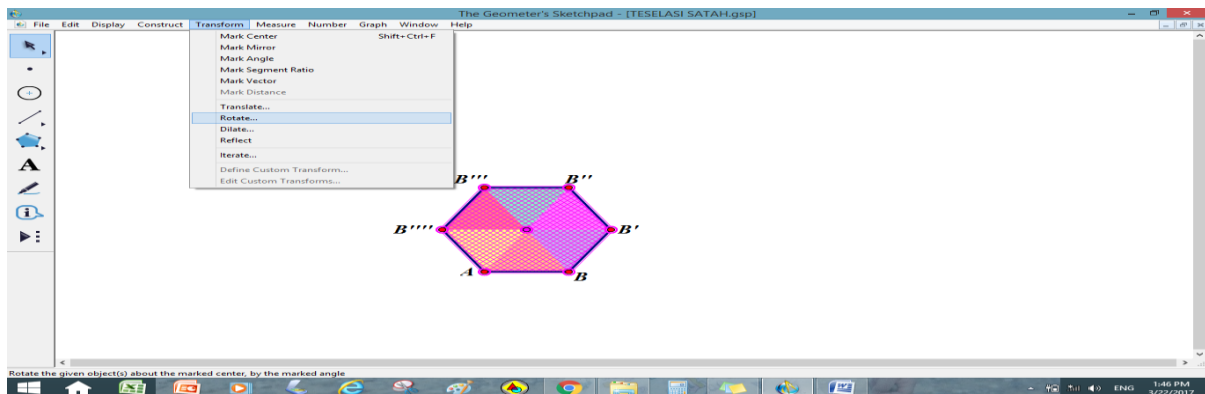 The Geometer's Sketchpad - [TESELASI SATAH.gsp]
File Edit Display Construct Transform Measure Number Graph Window Help
Mark Center Shift+Ctrl+F
Mark Mirror
Mark Angle
Mark Segment Ratio
Mark Vector
Mark Distance
Translate...
Rotate...
Dilate...
Reflect
Iterate...
Define Custom Transform...
Edit Custom Transforms...
A
B''' B''
B'''' B'
A B
Rotate the given object(s) about the marked center, by the marked angle
ENG 1:46 PM
3/22/2017